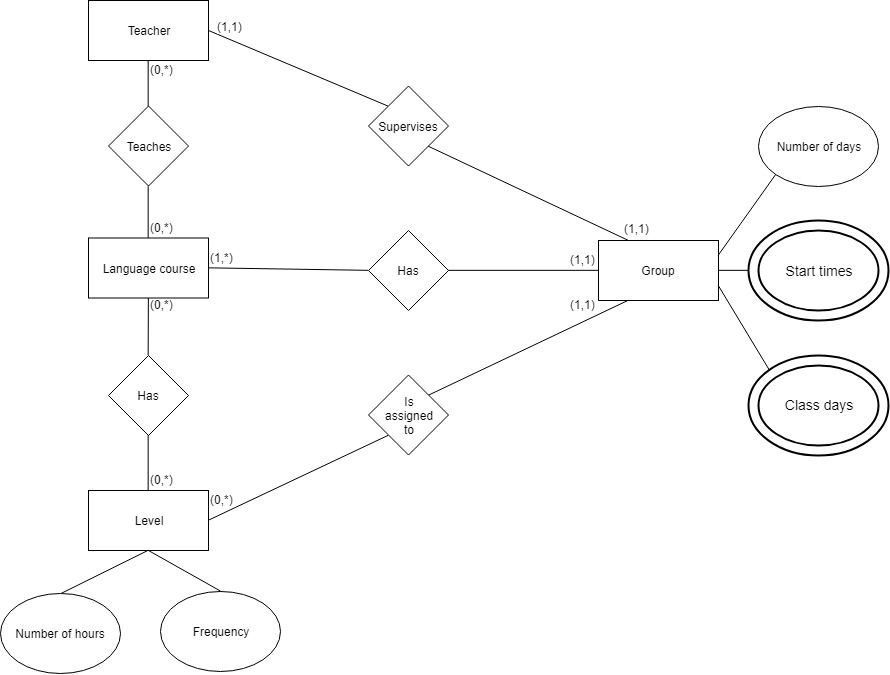 Teacher
(1,1)
(0,*)
Supervises
Teaches
Number of days
(0,*)
(1,1)
Language course
(1,*)
Has
(1,1)
Group
Start times
(0,*)
(1,1)
Has
Is
assigned
to
Class days
(0,*)
(0,*)
Level
Number of hours
Frequency